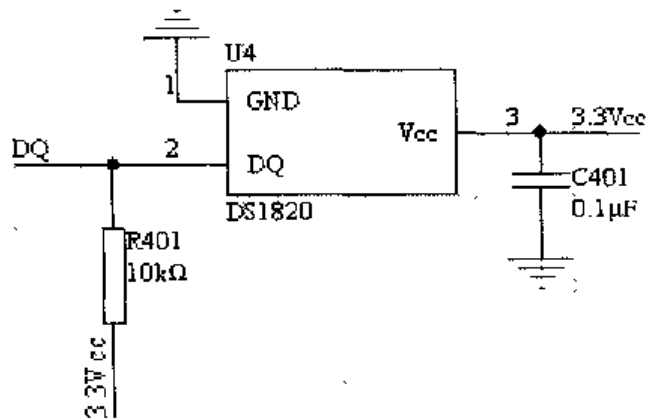 U4
1
GND
3
3.3Vcc
Vcc
DQ
2
DQ
C401
0.1μF
DS1820
R401
10kΩ
3.3Vcc